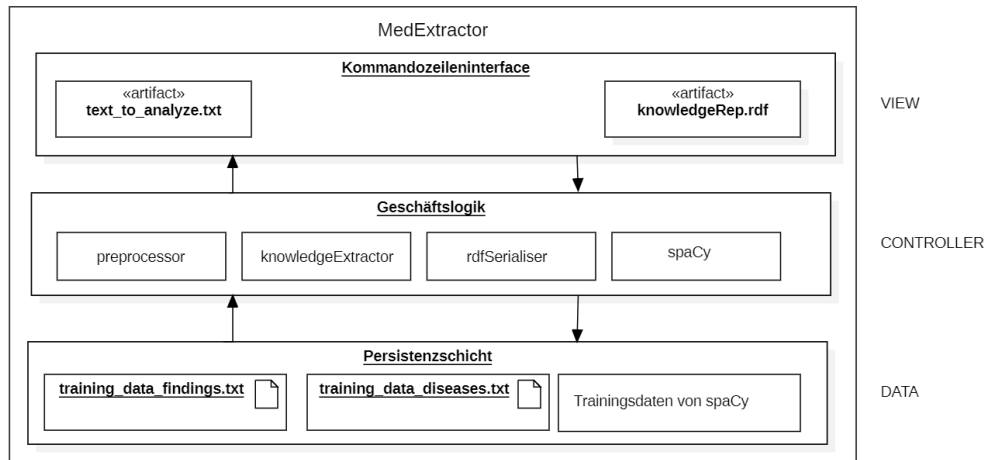 MedExtractor
Kommandozeileninterface
«artifact»
text_to_analyze.txt
«artifact»
knowledgeRep.rdf
VIEW
Geschäftslogik
preprocessor
knowledgeExtractor
rdfSerialiser
spaCy
CONTROLLER
Persistenzschicht
training_data_findings.txt
training_data_diseases.txt
Trainingsdaten von spaCy
DATA